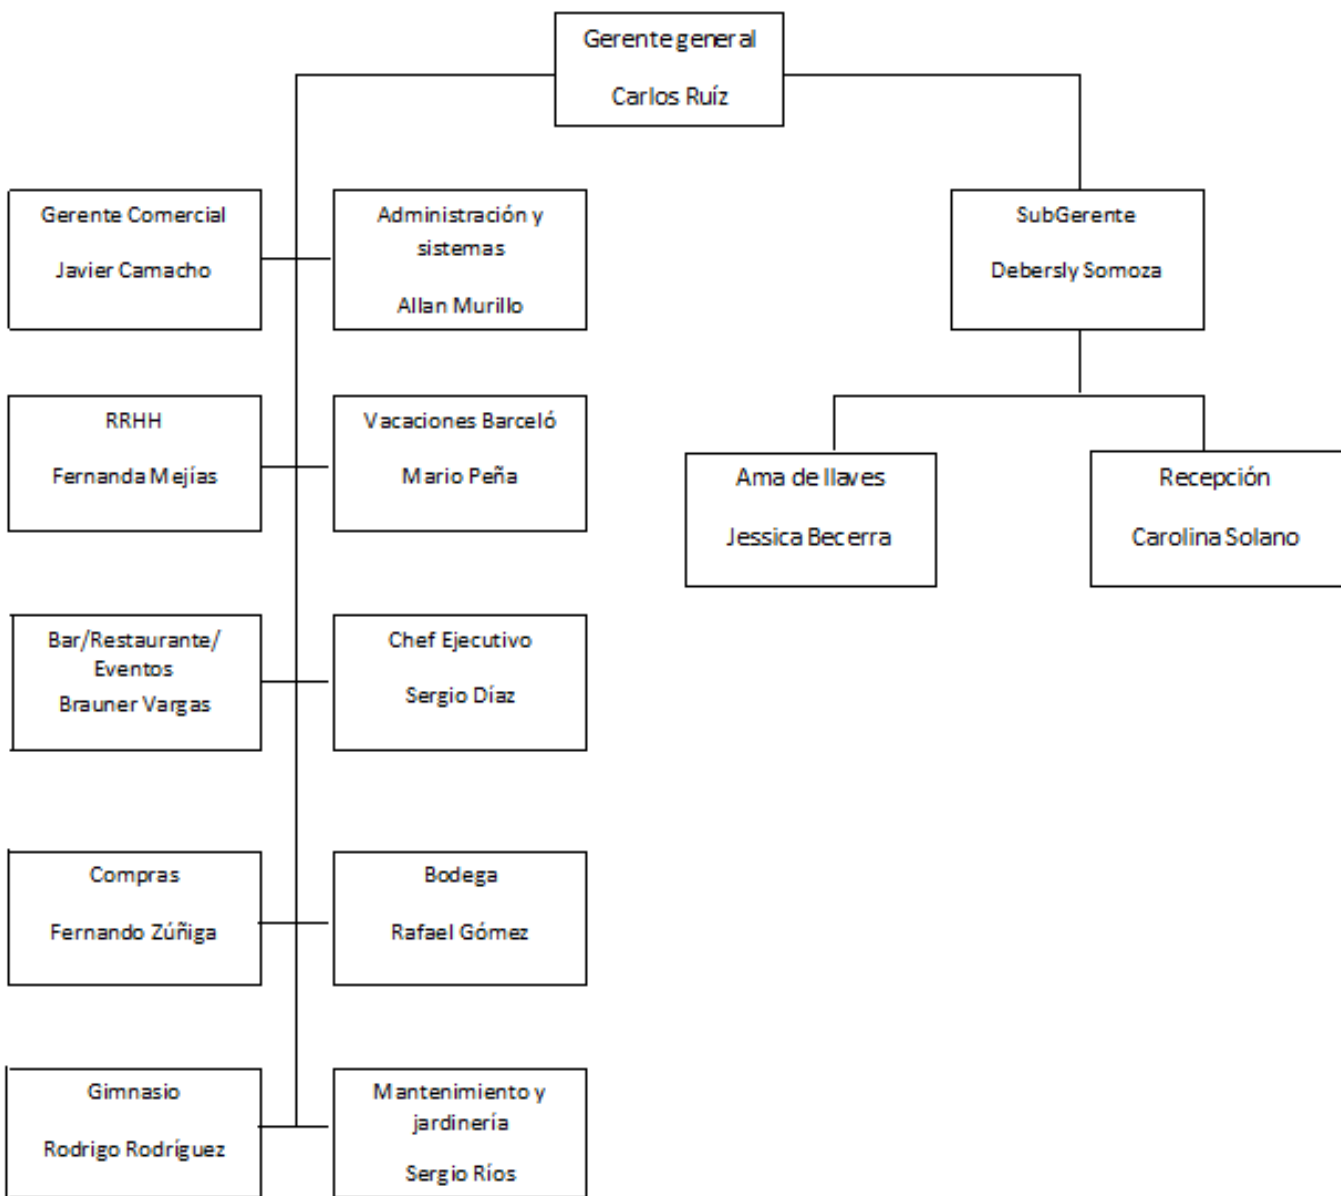 Gerente general
Carlos Ruíz
Gerente Comercial
Javier Camacho
Administración y
sistemas
Allan Murillo
SubGerente
Debersly Somoza
RRHH
Fernanda Mejías
Vacaciones Barceló
Mario Peña
Ama de llaves
Jessica Becerra
Recepción
Carolina Solano
Bar/Restaurante/
Eventos
Brauner Vargas
Chef Ejecutivo
Sergio Díaz
Compras
Fernando Zúñiga
Bodega
Rafael Gómez
Gimnasio
Rodrigo Rodríguez
Mantenimiento y
jardinería
Sergio Ríos